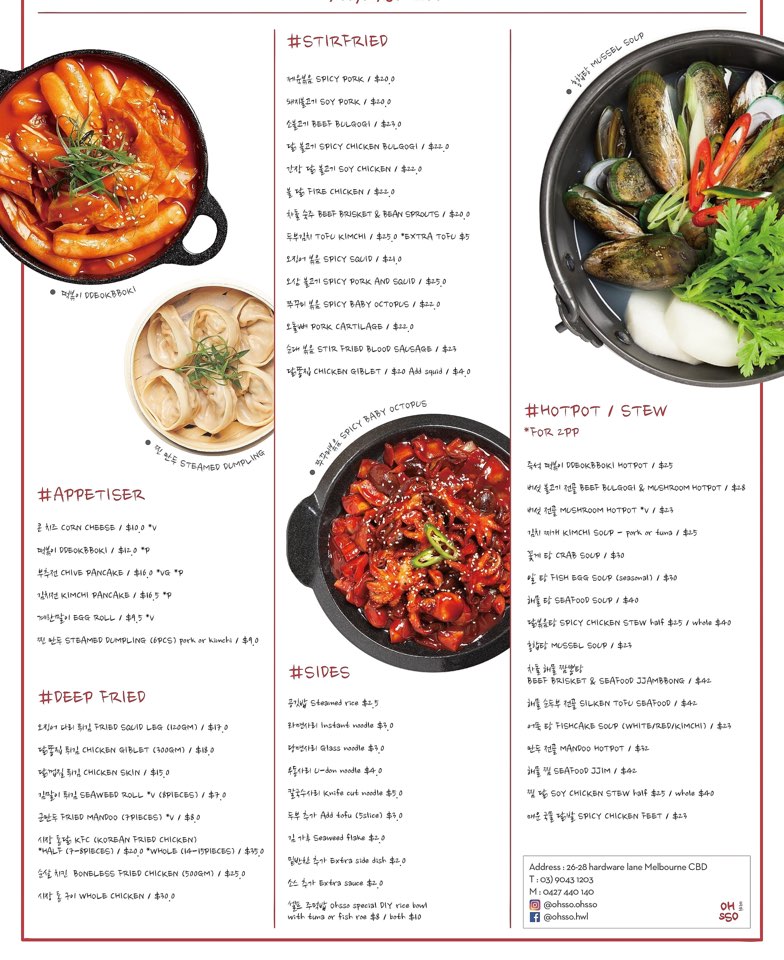 떡볶이 DDEOKBBOKI
찐 만두 STEAMED DUMPLING
#APPETISER
콘 치즈 CORN CHEESE / $10.0 *V
떡볶이 DDEOKBBOKI / $12.0 *P
부추전 CHIVE PANCAKE / $16.0 *VG *P
김치전 KIMCHI PANCAKE / $16.5 *P
계란말이 EGG ROLL / $9.5 *V
찐 만두 STEAMED DUMPLING (6PCS) pork or kimchi / $9.0
#DEEP FRIED
오징어 다리 튀김 FRIED SQUID LEG (120GM) / $17.0
닭똥집 튀김 CHICKEN GIBLET (300GM) / $18.0
닭껍질 튀김 CHICKEN SKIN / $15.0
김말이 튀김 SEAWEED ROLL *V (8PIECES) / $7.0
군만두 FRIED MANDOO (7PIECES) *V / $8.0
시장 통닭 KFC (KOREAN FRIED CHICKEN)
*HALF (7-8PIECES) / $20.0 *WHOLE (14-15PIECES) / $35.0
순살 치킨 BONELESS FRIED CHICKEN (500GM) / $25.0
시장 통 구이 WHOLE CHICKEN / $30.0
#STIRFRIED
제육볶음 SPICY PORK / $20.0
돼지불고기 SOY PORK / $20.0
소불고기 BEEF BULGOGI / $23.0
닭 불고기 SPICY CHICKEN BULGOGI / $22.0
간장 닭 불고기 SOY CHICKEN / $22.0
불 닭 FIRE CHICKEN / $22.0
차돌 숙주 BEEF BRISKET & BEAN SPROUTS / $20.0
두부김치 TOFU KIMCHI / $25.0 *EXTRA TOFU $5
오징어 볶음 SPICY SQUID / $21.0
오삼 불고기 SPICY PORK AND SQUID / $25.0
쭈꾸미 볶음 SPICY BABY OCTOPUS / $22.0
오돌뼈 PORK CARTILAGE / $22.0
순대 볶음 STIR FRIED BLOOD SAUSAGE / $23
닭똥집 CHICKEN GIBLET / $20 Add squid / $4.0
쭈꾸미볶음 SPICY BABY OCTOPUS
#SIDES
공깃밥 Steamed rice $2.5
라면사리 Instant noodle $3.0
당면사리 Glass noodle $3.0
우동사리 U-don noodle $4.0
칼국수사리 Knife cut noodle $5.0
두부 추가 Add tofu (5slice) $3.0
김 가루 Seaweed flake $2.0
밑반찬 추가 Extra side dish $2.0
소스 추가 Extra sauce $2.0
셀프 주먹밥 Ohsso special DIY rice bowl
with tuna or fish roe $8 / both $10
홍합탕 MUSSEL SOUP
#HOTPOT / STEW
*FOR 2PP
즉석 떡볶이 DDEOKBBOKI HOTPOT / $25
버섯 불고기 전골 BEEF BULGOGI & MUSHROOM HOTPOT / $28
버섯 전골 MUSHROOM HOTPOT *V / $23
김치 찌개 KIMCHI SOUP - pork or tuna / $25
꽃게 탕 CRAB SOUP / $30
알 탕 FISH EGG SOUP (seasonal) / $30
해물 탕 SEAFOOD SOUP / $40
닭볶음탕 SPICY CHICKEN STEW half $25 / whole $40
홍합탕 MUSSEL SOUP / $23
차돌 해물 짬뽕탕
BEEF BRISKET & SEAFOOD JJAMBBONG / $42
해물 순두부 전골 SILKEN TOFU SEAFOOD / $42
어묵 탕 FISHCAKE SOUP (WHITE/RED/KIMCHI) / $23
만두 전골 MANDOO HOTPOT / $32
해물 찜 SEAFOOD JJIM / $42
찜 닭 SOY CHICKEN STEW half $25 / whole $40
매운 국물 닭발 SPICY CHICKEN FEET / $23
Address : 26-28 hardware lane Melbourne CBD
T : 03) 9043 1203
M : 0427 440 140
@ohsso.ohsso
@ohsso.hwl
OH
SSO